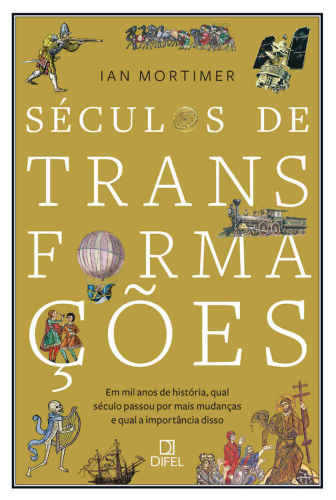 IAN MORTIMER
SÉCULOS DE
TRANS
FORMA
ÇÕES
Em mil anos de história, qual
século passou por mais mudanças
e qual a importância disso
DIFEL